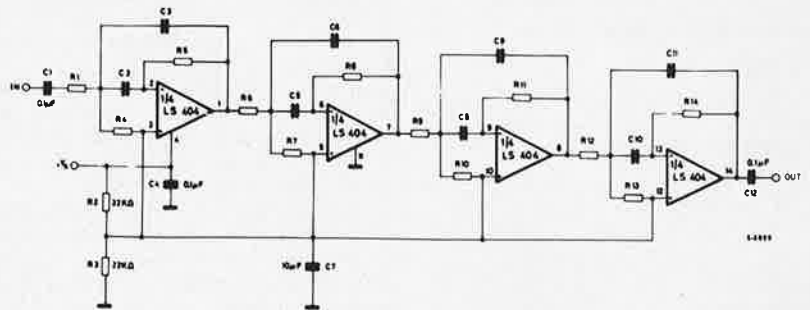 C3
C6
C9
C11
R5
R8
R11
R14
IN
C1
R1
C2
0.1µF
2
1
R6
C5
6
7
R9
C8
9
8
R12
C10
13
14
0.1µF
OUT
C12
1/4
LS 404
1/4
LS 404
1/4
LS 404
1/4
LS 404
R4
3
4
R7
5
R10
10
R13
12
C4
0.1µF
R2
22KΩ
R3
22KΩ
10µF
C7